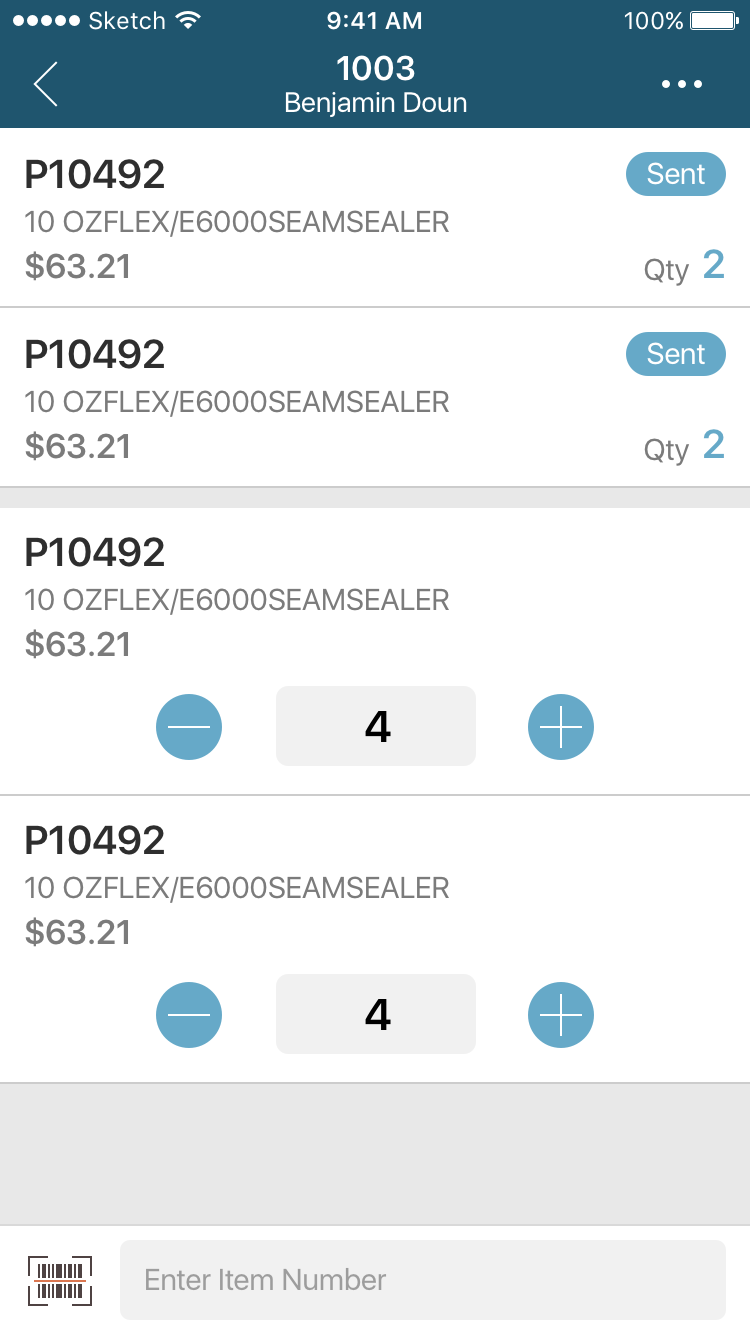 Sketch 9:41 AM 100%
1003
Benjamin Doun
P10492 Sent
10 OZFLEX/E6000SEAMSEALER
$63.21 Qty 2
P10492 Sent
10 OZFLEX/E6000SEAMSEALER
$63.21 Qty 2
P10492
10 OZFLEX/E6000SEAMSEALER
$63.21
4
P10492
10 OZFLEX/E6000SEAMSEALER
$63.21
4
Enter Item Number